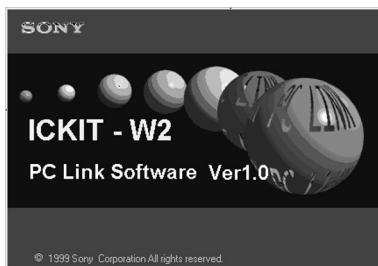 SONY
ICKIT - W2
PC Link Software Ver1.0
© 1999 Sony Corporation All rights reserved.